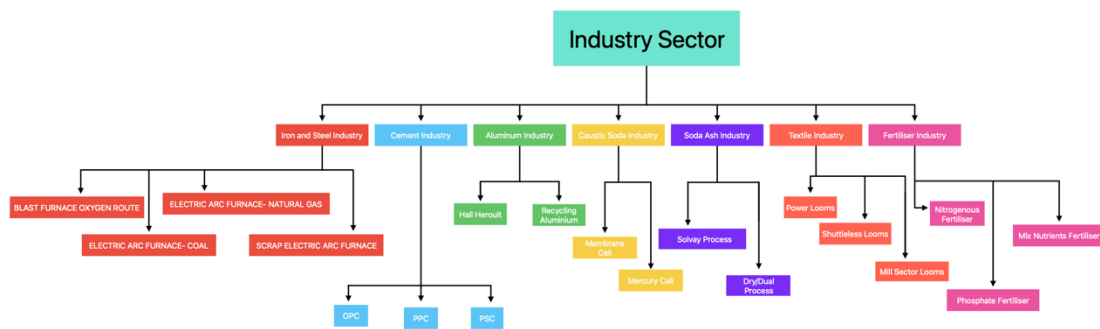 Industry Sector
Iron and Steel Industry
Cement Industry
Aluminum Industry
Caustic Soda Industry
Soda Ash Industry
Textile Industry
Fertiliser Industry
BLAST FURNACE OXYGEN ROUTE
ELECTRIC ARC FURNACE- NATURAL GAS
ELECTRIC ARC FURNACE- COAL
SCRAP ELECTRIC ARC FURNACE
OPC
PPC
PSC
Hall Heroult
Recycling
Aluminium
Membrane
Cell
Mercury Cell
Solvay Process
Dry/Dual
Process
Power Looms
Shuttleless Looms
Mill Sector Looms
Nitrogenous
Fertiliser
Mix Nutrients Fertiliser
Phosphate Fertiliser